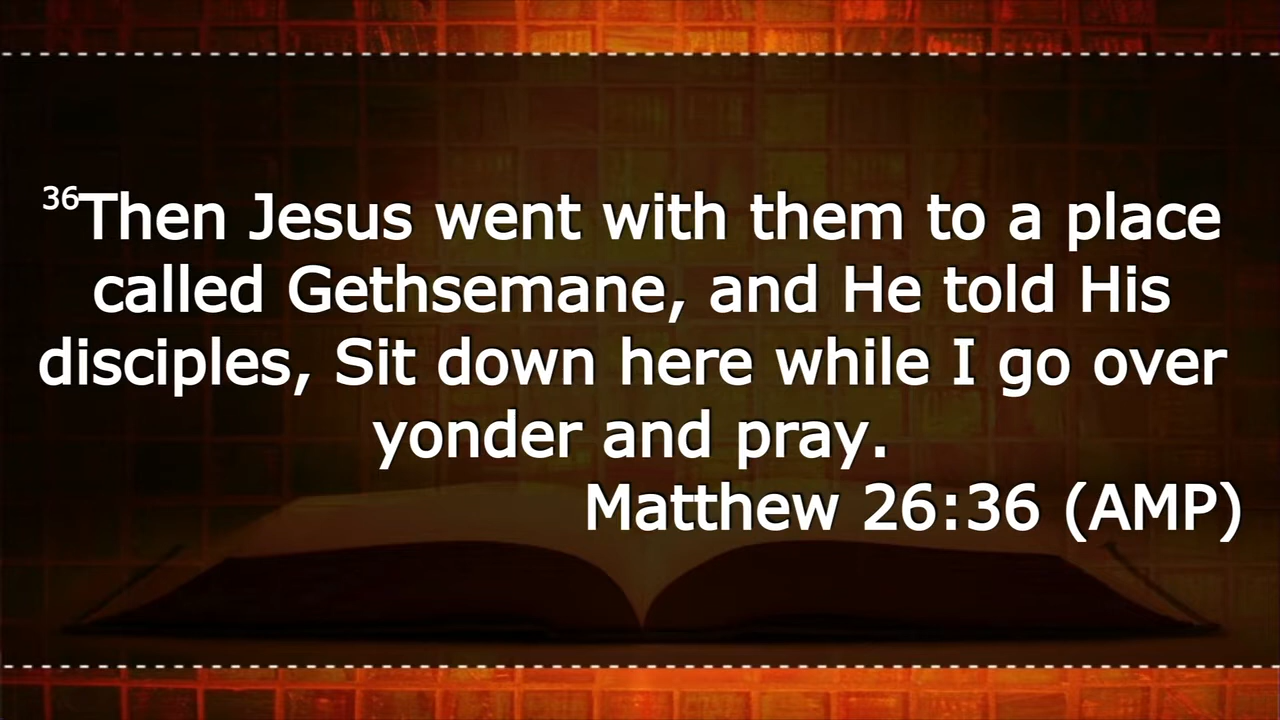 36Then Jesus went with them to a place
called Gethsemane, and He told His
disciples, Sit down here while I go over
yonder and pray.
Matthew 26:36 (AMP)